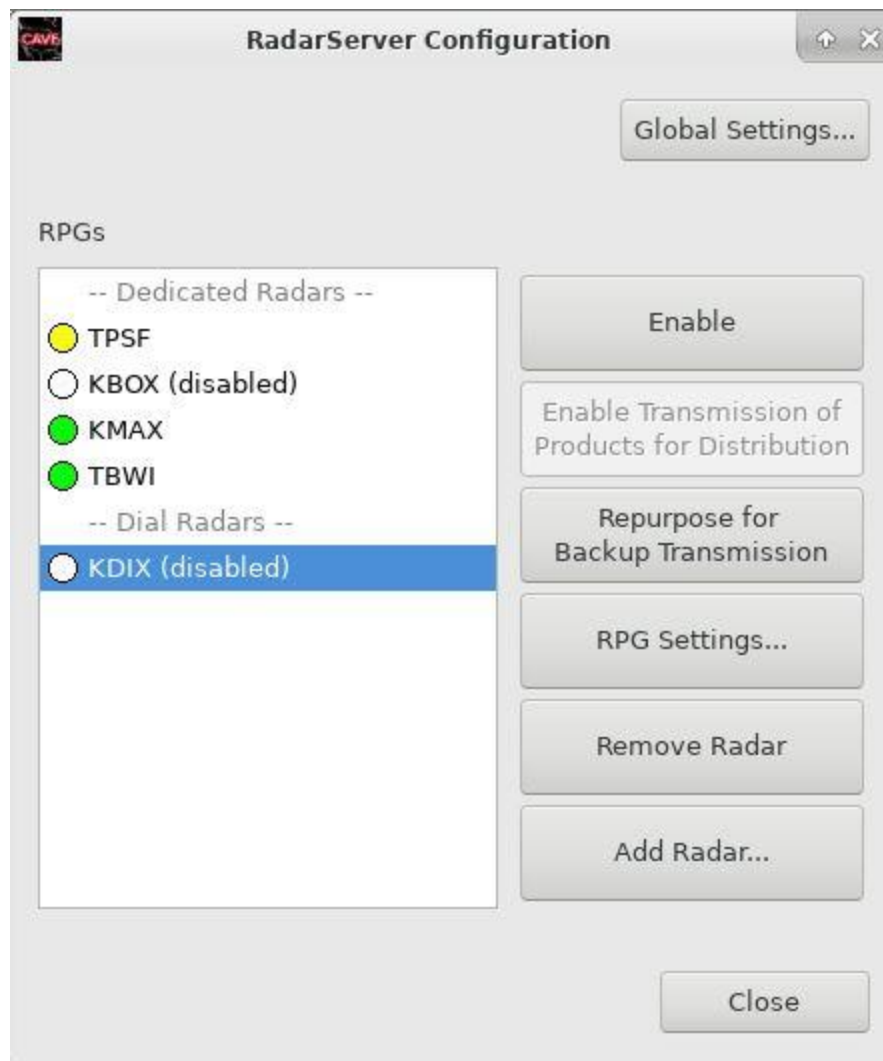 CAVE
RadarServer Configuration
Global Settings...
RPGs
-- Dedicated Radars --
TPSF
KBOX (disabled)
KMAX
TBWI
-- Dial Radars --
KDIX (disabled)
Enable
Enable Transmission of
Products for Distribution
Repurpose for
Backup Transmission
RPG Settings...
Remove Radar
Add Radar...
Close